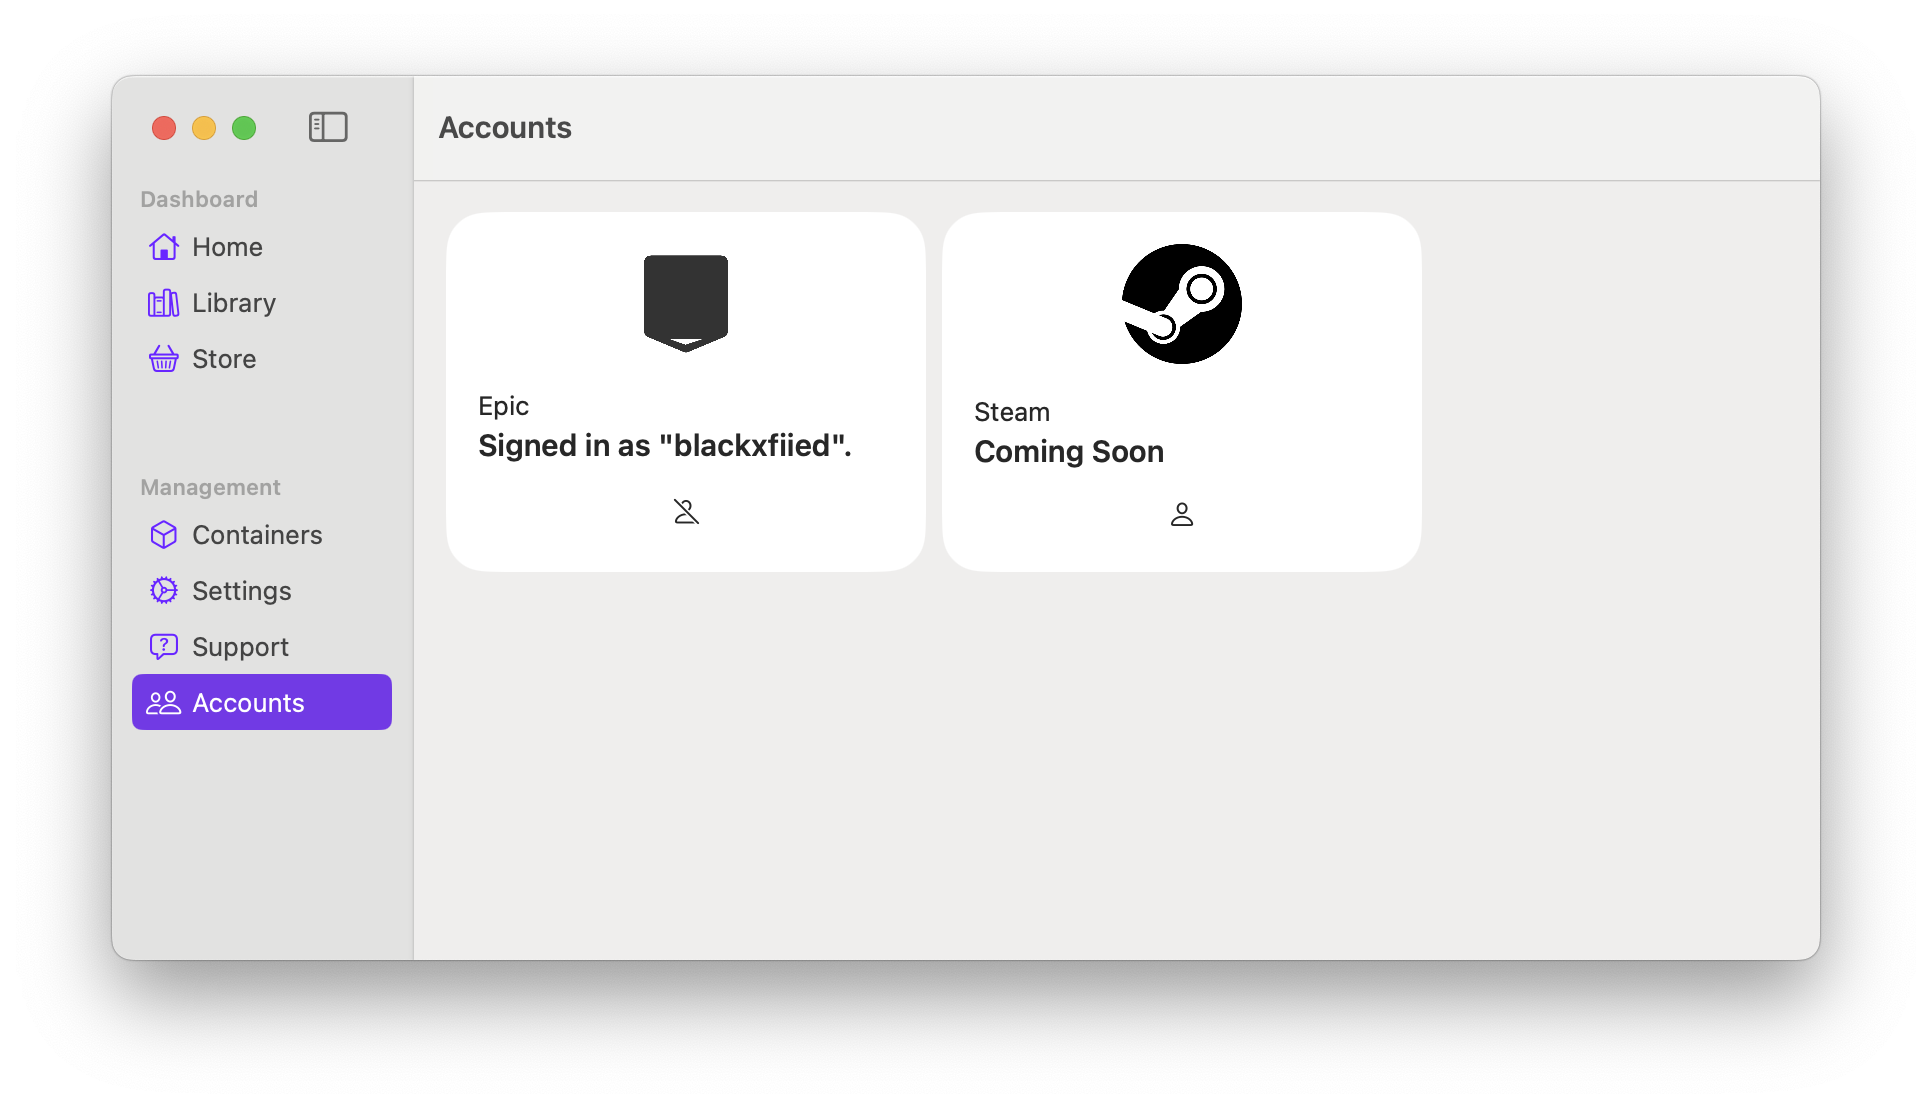 Accounts
Dashboard
Home
Library
Store
Management
Containers
Settings
Support
Accounts
Epic
Signed in as "blackxfiied".
Steam
Coming Soon